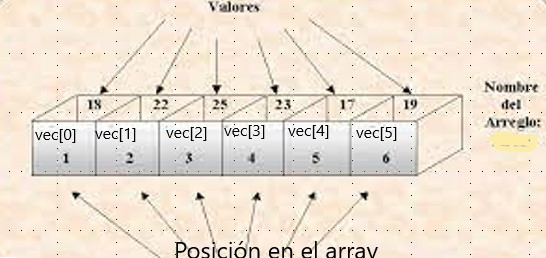 Valores
18 22 25 23 17 19
Nombre
del
Arreglo:
vec[0] vec[1] vec[2] vec[3] vec[4] vec[5]
1 2 3 4 5 6
Posición en el array